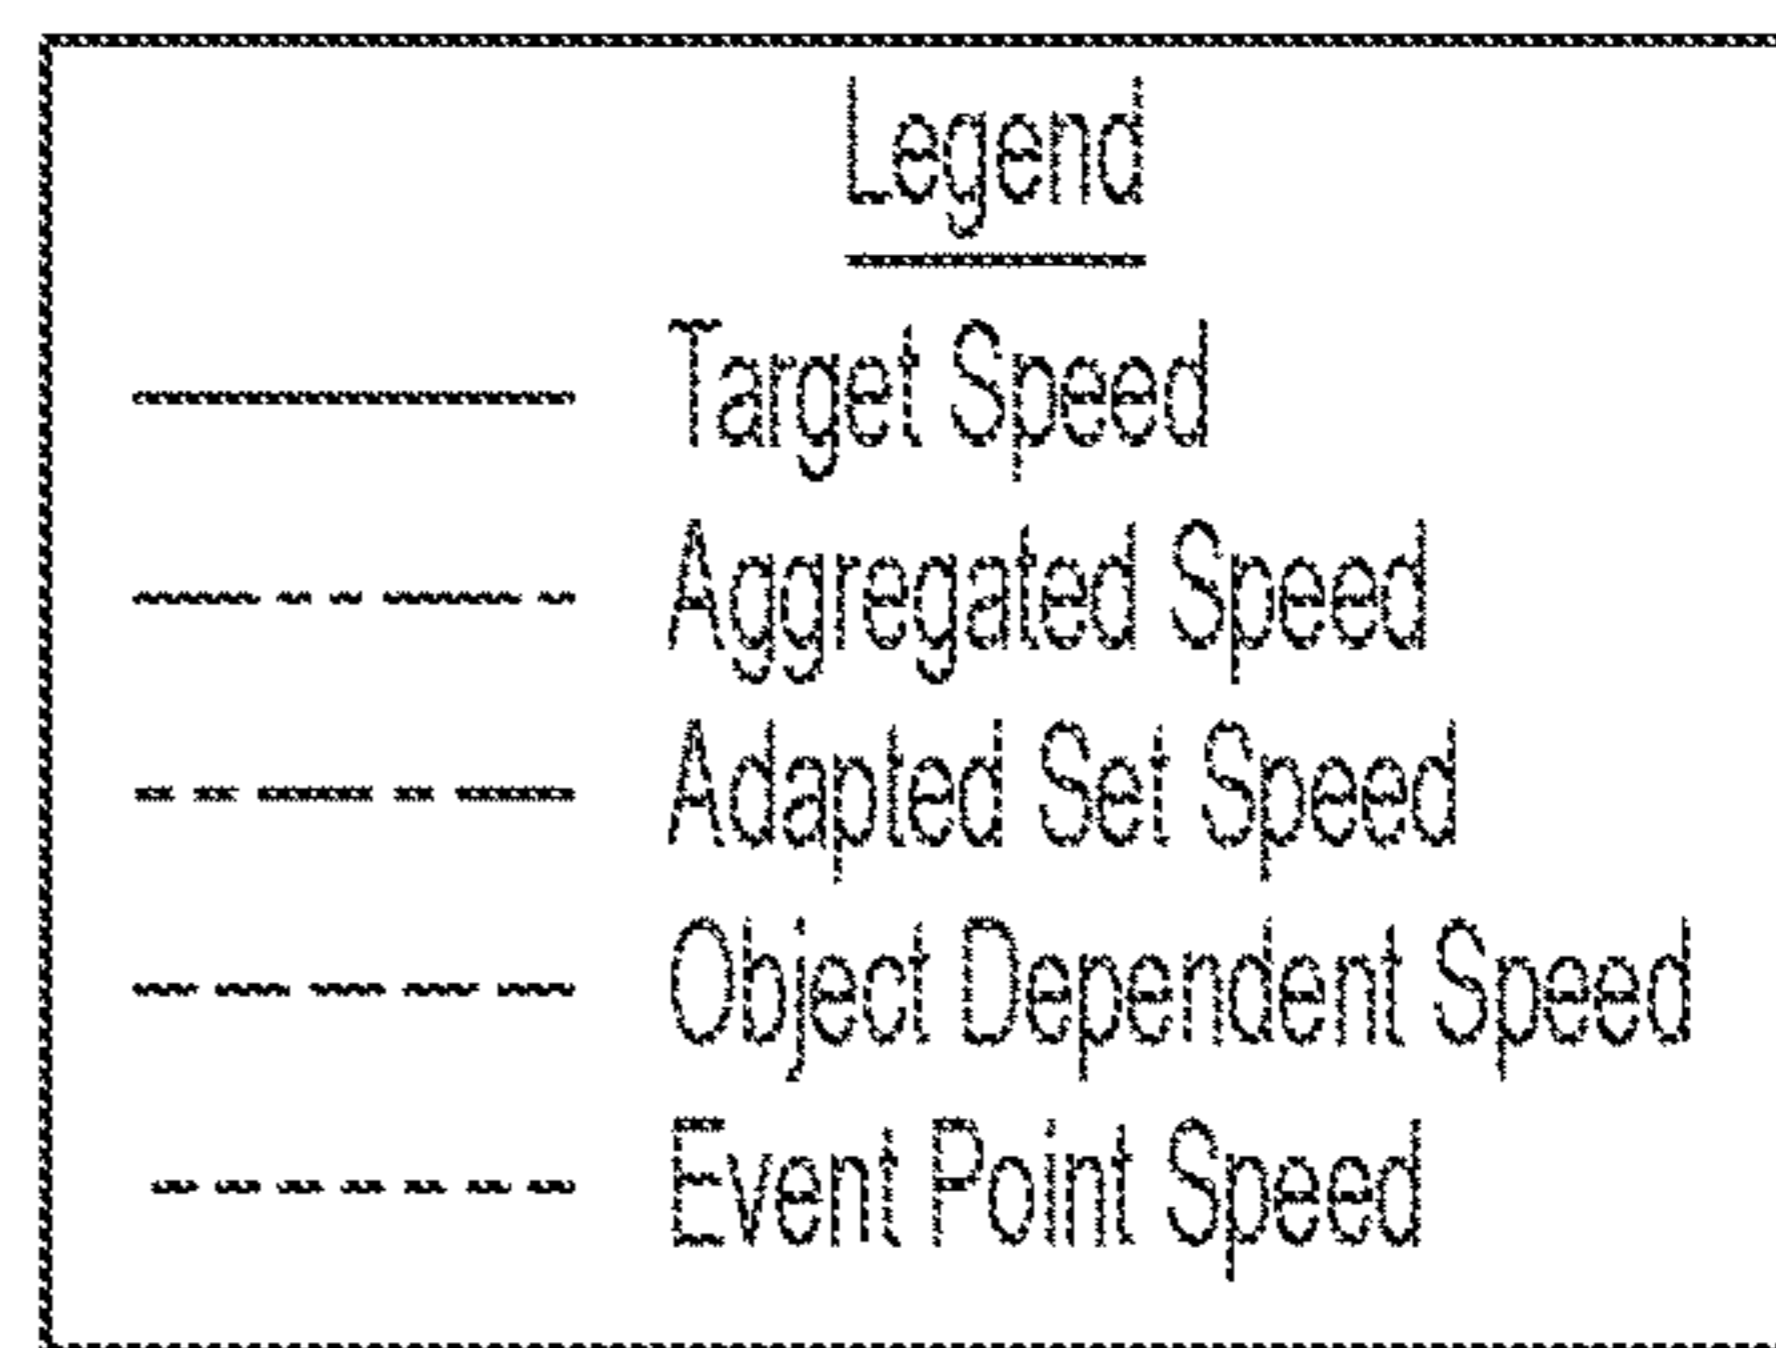 Legend
Target Speed
Aggregated Speed
Adapted Set Speed
Object Dependent Speed
Event Point Speed